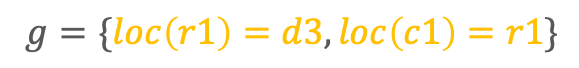 g = {loc(r1) = d3, loc(c1) = r1}